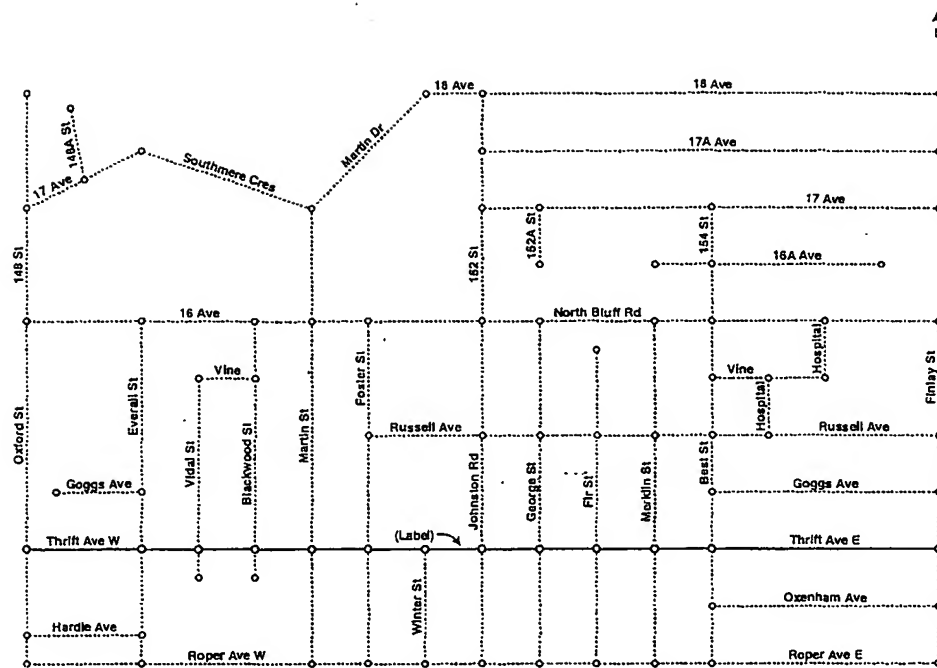 18 Ave
18 Ave
17A Ave
148A St
Martin Dr
Southmere Cres
17 Ave
17 Ave
148 St
152 St
152A St
154 St
16A Ave
16 Ave
North Bluff Rd
Oxford St
Everall St
Vine
Vidal St
Blackwood St
Martin St
Foster St
Russell Ave
Johnston Rd
George St
Fir St
Merklin St
Best St
Vine
Hospital
Hospital
Finlay St
Russell Ave
Goggs Ave
Goggs Ave
Thrift Ave W
(Label)
Thrift Ave E
Winter St
Oxenham Ave
Hardie Ave
Roper Ave W
Roper Ave E